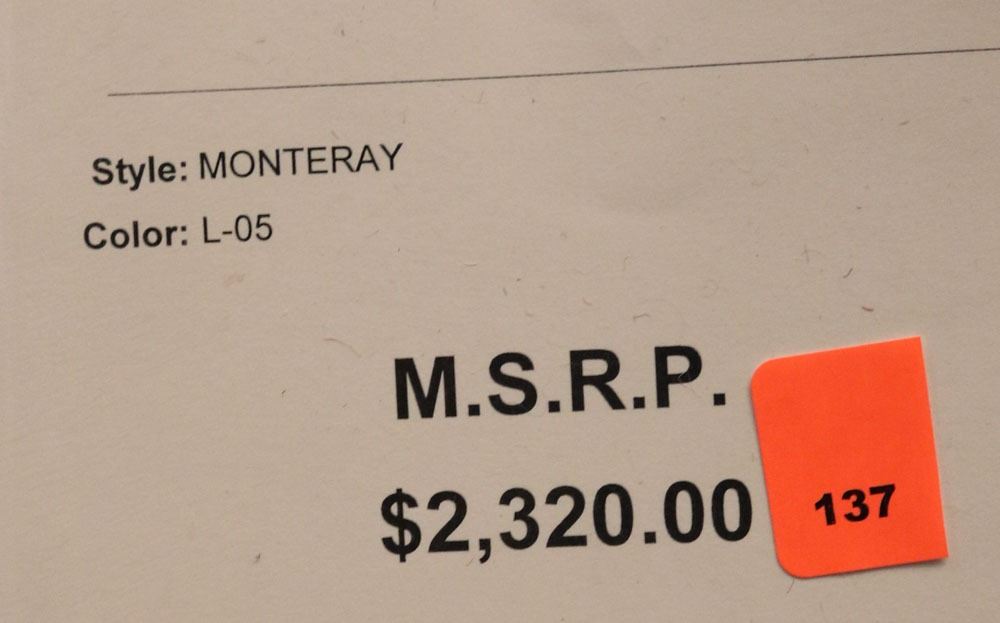 Style: MONTERAY
Color: L-05
M.S.R.P.
$2,320.00
137